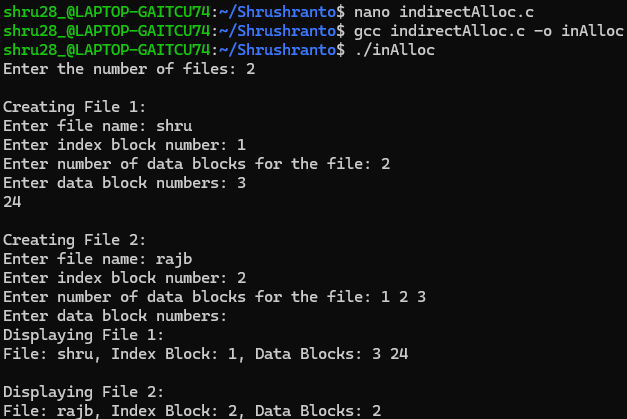 shru28_@LAPTOP-GAITCU74:~/Shrushranto$ nano indirectAlloc.c
shru28_@LAPTOP-GAITCU74:~/Shrushranto$ gcc indirectAlloc.c -o inAlloc
shru28_@LAPTOP-GAITCU74:~/Shrushranto$ ./inAlloc
Enter the number of files: 2
Creating File 1:
Enter file name: shru
Enter index block number: 1
Enter number of data blocks for the file: 2
Enter data block numbers: 3
24
Creating File 2:
Enter file name: rajb
Enter index block number: 2
Enter number of data blocks for the file: 1 2 3
Enter data block numbers:
Displaying File 1:
File: shru, Index Block: 1, Data Blocks: 3 24
Displaying File 2:
File: rajb, Index Block: 2, Data Blocks: 2